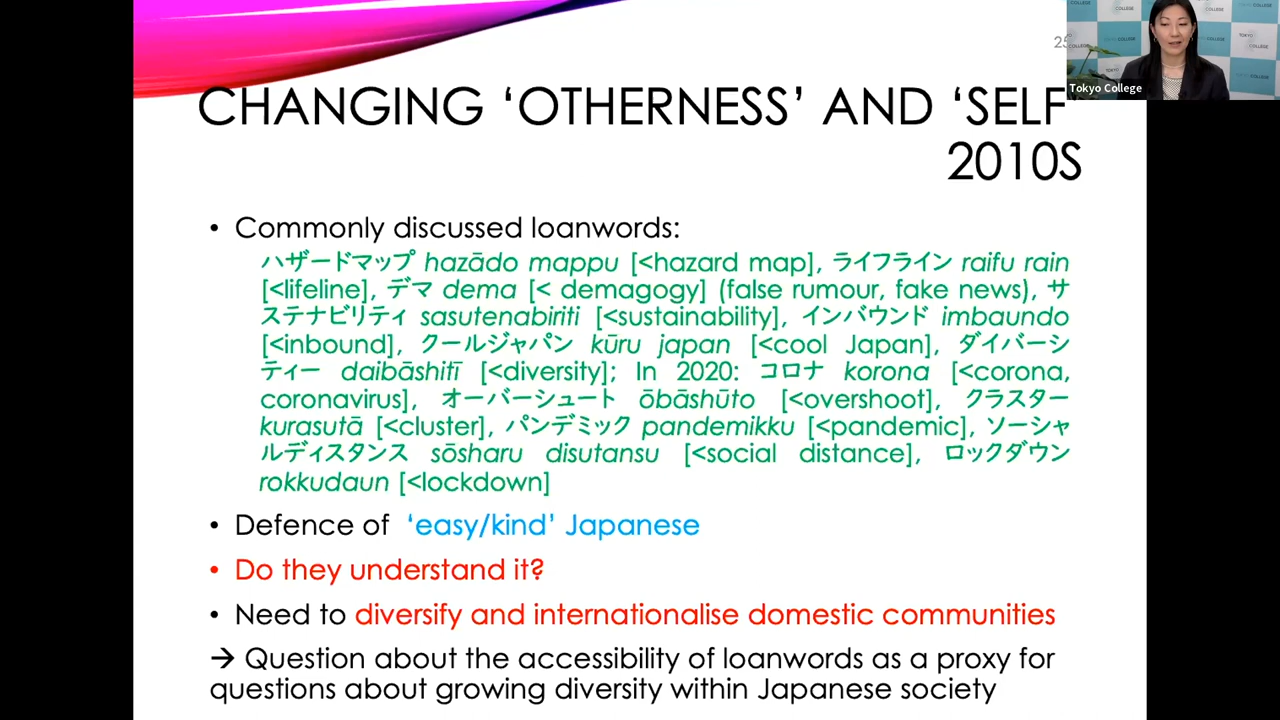 25
Tokyo College
CHANGING ‘OTHERNESS’ AND ‘SELF’
2010S
• Commonly discussed loanwords:
ハザードマップ hazādo mappu [<hazard map], ライフライン raifu rain
[<lifeline], デマ dema [< demagogy] (false rumour, fake news), サ
ステナビリティ sasutenabiriti [<sustainability], インバウンド imbaundo
[<inbound], クールジャパン kūru japan [<cool Japan], ダイバーシ
ティー daibāshitī [<diversity]; In 2020: コロナ korona [<corona,
coronavirus], オーバーシュート ōbāshūto [<overshoot], クラスター
kurasutā [<cluster], パンデミック pandemikku [<pandemic], ソーシャ
ルディスタンス sōsharu disutansu [<social distance], ロックダウン
rokkudaun [<lockdown]
• Defence of ‘easy/kind’ Japanese
• Do they understand it?
• Need to diversify and internationalise domestic communities
→ Question about the accessibility of loanwords as a proxy for
questions about growing diversity within Japanese society